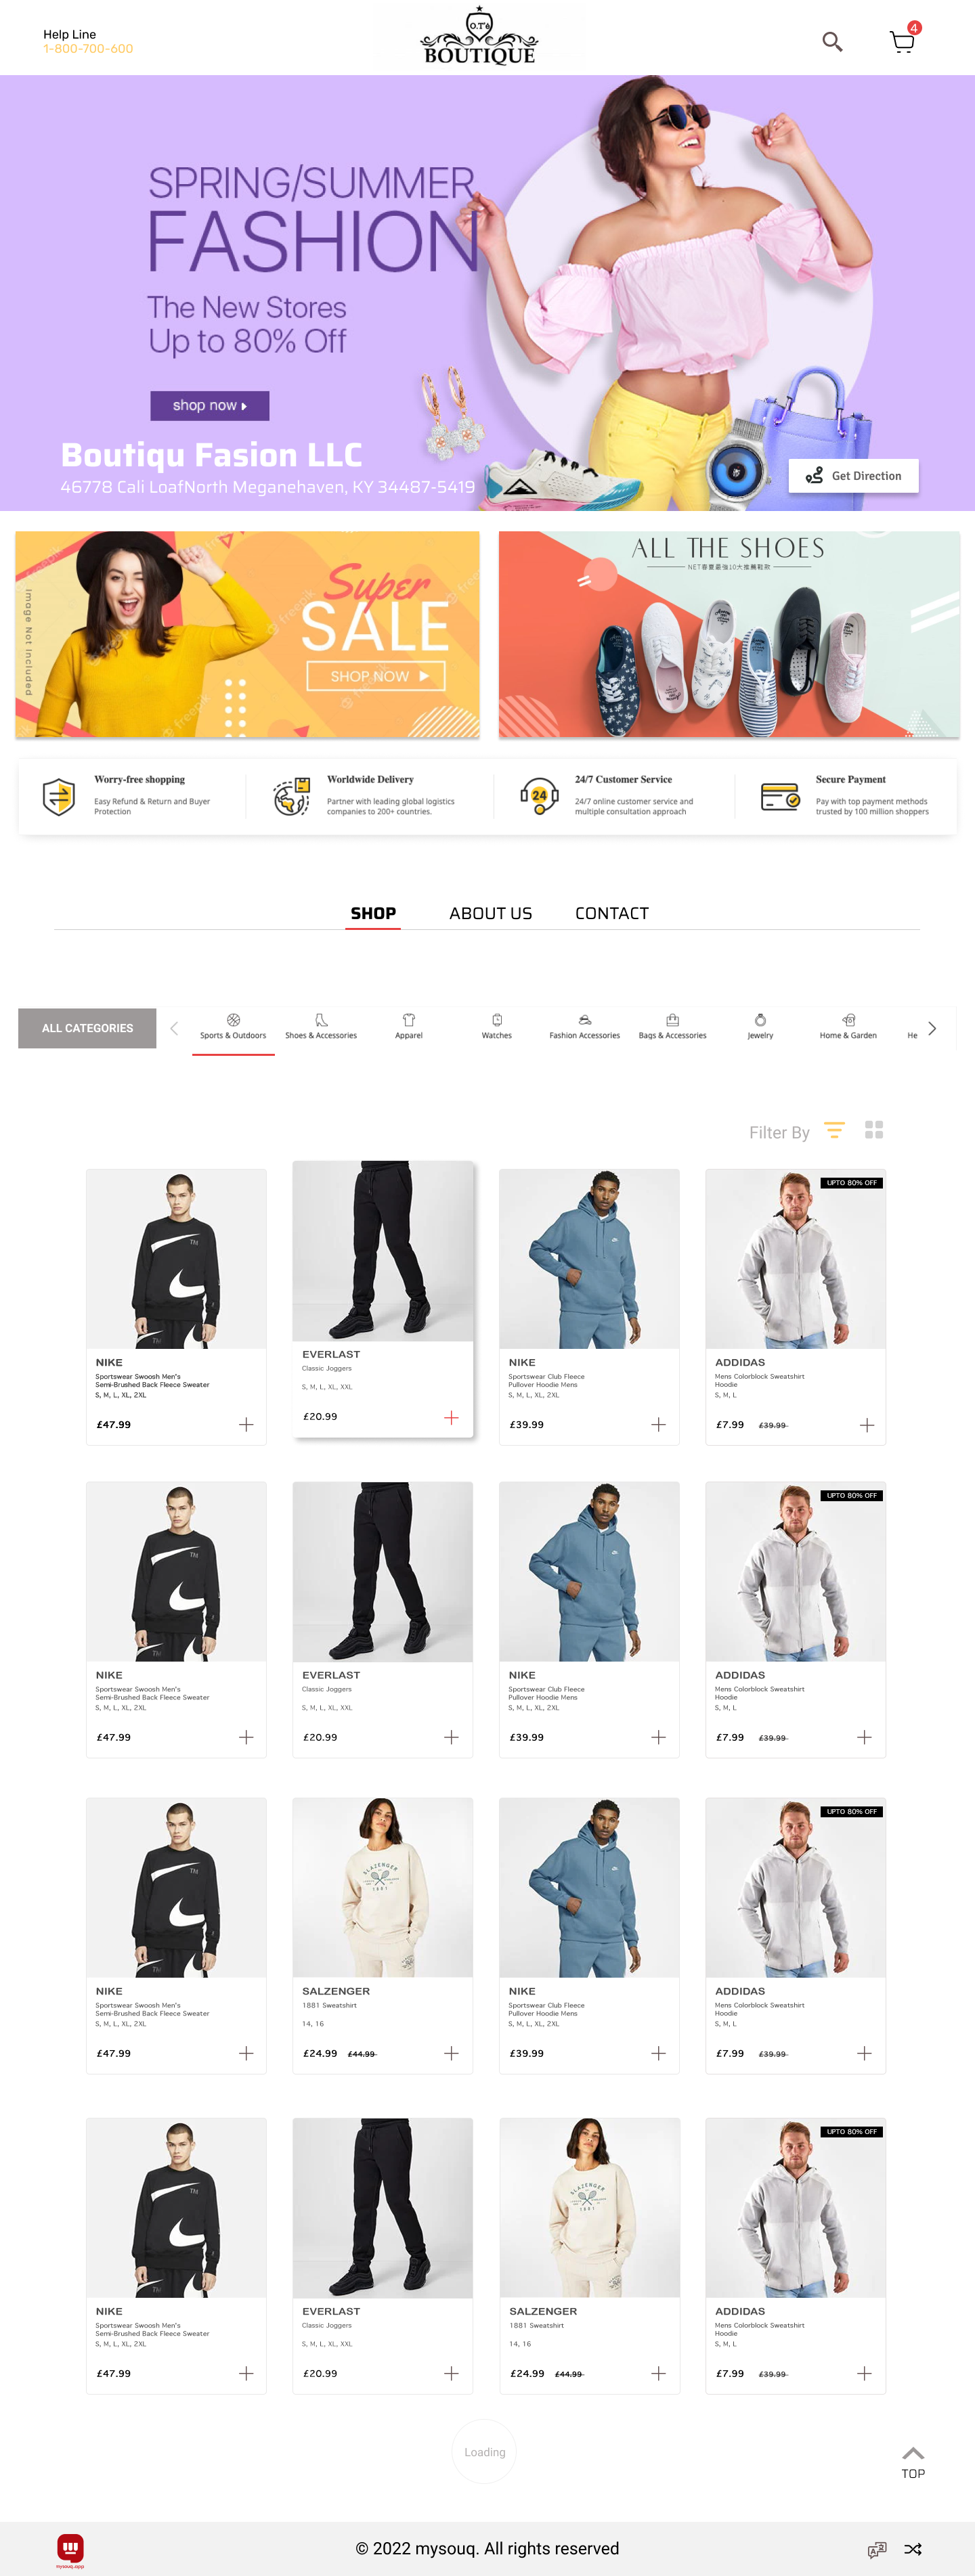 Help Line
1-800-700-600
O.T's
BOUTIQUE
4
SPRING/SUMMER
FASHION
The New Stores
Up to 80% Off
shop now
Boutiqu Fasion LLC
46778 Cali LoafNorth Meganehaven, KY 34487-5419
Get Direction
Image Not Included
Super
SALE
SHOP NOW
freepik
ALL THE SHOES
Worry-free shopping
Easy Refund & Return and Buyer
Protection
Worldwide Delivery
Partner with leading global logistics
companies to 200+ countries.
24
24/7 Customer Service
24/7 online customer service and
multiple consultation approach
Secure Payment
Pay with top payment methods
trusted by 100 million shoppers
SHOP
ABOUT US
CONTACT
ALL CATEGORIES
Sports & Outdoors
Shoes & Accessories
Apparel
Watches
Fashion Accessories
Bags & Accessories
Jewelry
Home & Garden
He
Filter By
NIKE
Sportswear Swoosh Men's
Semi-Brushed Back Fleece Sweater
S, M, L, XL, 2XL
£47.99
EVERLAST
Classic Joggers
S, M, L, XL, XXL
£20.99
NIKE
Sportswear Club Fleece
Pullover Hoodie Mens
S, M, L, XL, 2XL
£39.99
UPTO 80% OFF
ADDIDAS
Mens Colorblock Sweatshirt
Hoodie
S, M, L
£7.99 £39.99
NIKE
Sportswear Swoosh Men's
Semi-Brushed Back Fleece Sweater
S, M, L, XL, 2XL
£47.99
EVERLAST
Classic Joggers
S, M, L, XL, XXL
£20.99
NIKE
Sportswear Club Fleece
Pullover Hoodie Mens
S, M, L, XL, 2XL
£39.99
UPTO 80% OFF
ADDIDAS
Mens Colorblock Sweatshirt
Hoodie
S, M, L
£7.99 £39.99
NIKE
Sportswear Swoosh Men's
Semi-Brushed Back Fleece Sweater
S, M, L, XL, 2XL
£47.99
SLAZENGER
1881
SALZENGER
1881 Sweatshirt
14, 16
£24.99 £44.99
NIKE
Sportswear Club Fleece
Pullover Hoodie Mens
S, M, L, XL, 2XL
£39.99
UPTO 80% OFF
ADDIDAS
Mens Colorblock Sweatshirt
Hoodie
S, M, L
£7.99 £39.99
NIKE
Sportswear Swoosh Men's
Semi-Brushed Back Fleece Sweater
S, M, L, XL, 2XL
£47.99
EVERLAST
Classic Joggers
S, M, L, XL, XXL
£20.99
SLAZENGER
1881
SALZENGER
1881 Sweatshirt
14, 16
£24.99 £44.99
UPTO 80% OFF
ADDIDAS
Mens Colorblock Sweatshirt
Hoodie
S, M, L
£7.99 £39.99
Loading
TOP
mysouq.app
© 2022 mysouq. All rights reserved